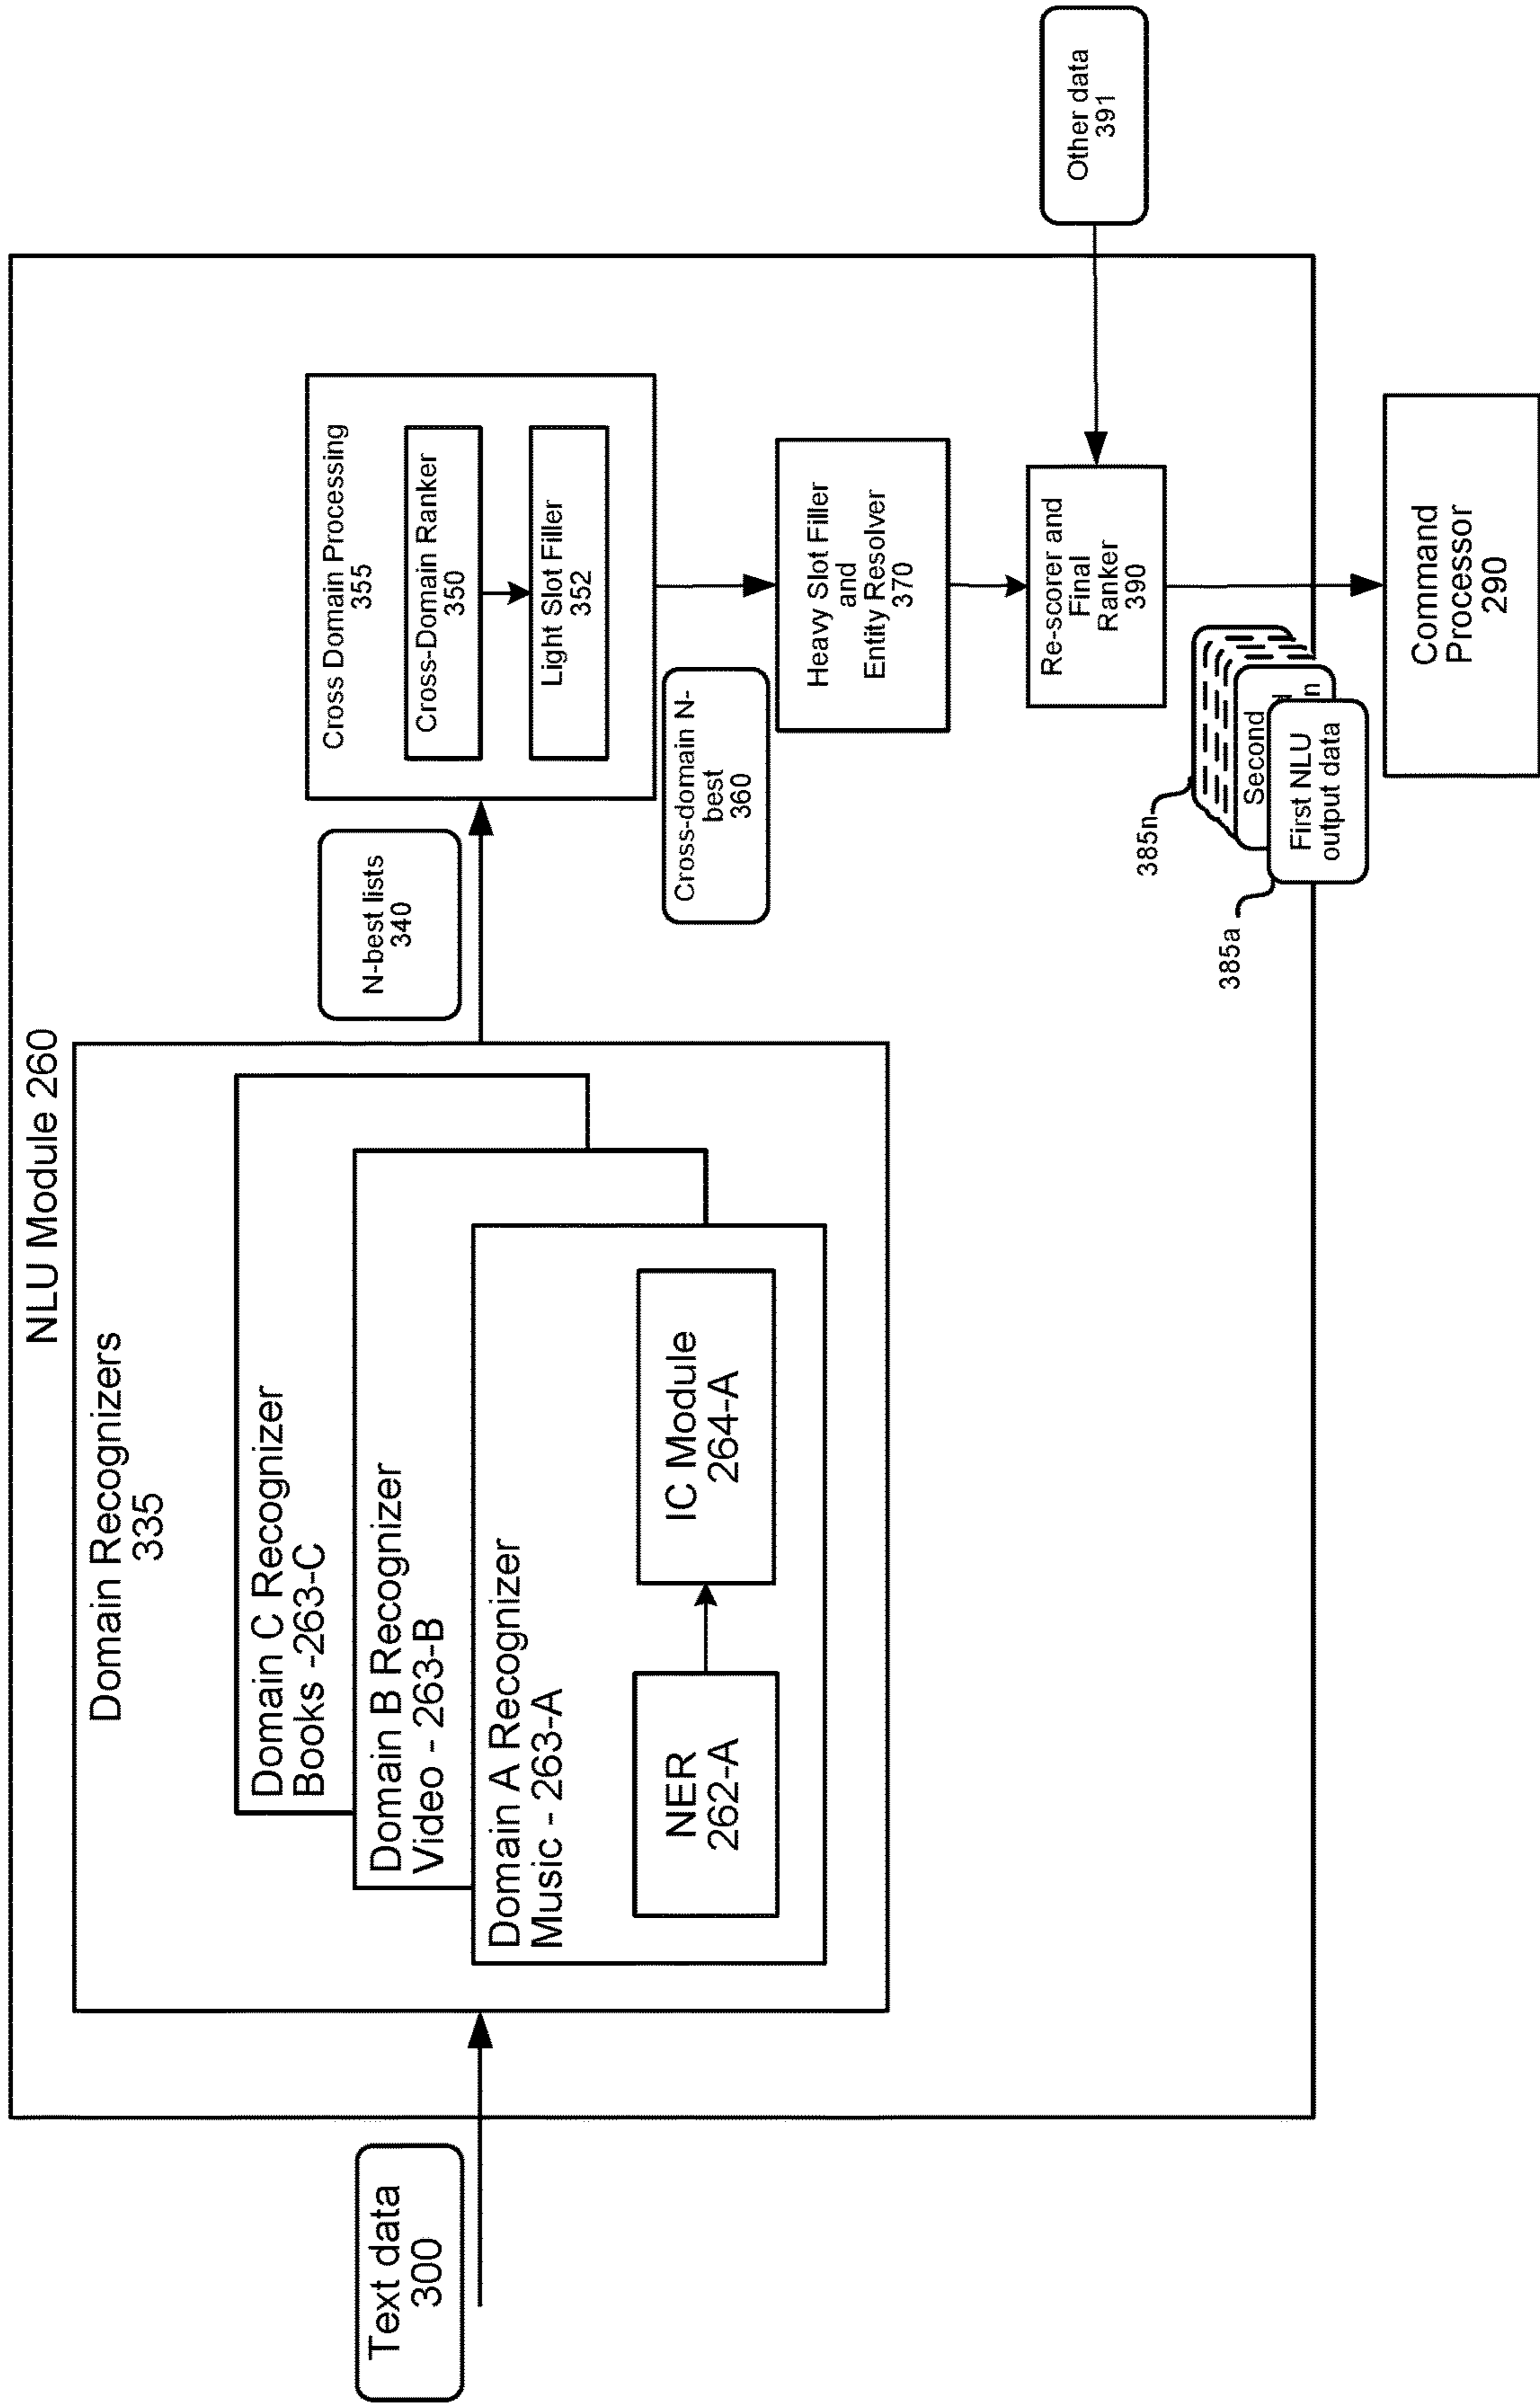 NLU Module 260
Text data
300
Domain Recognizers
335
Domain C Recognizer
Books -263-C
Domain B Recognizer
Video - 263-B
Domain A Recognizer
Music - 263-A
NER
262-A
IC Module
264-A
N-best lists
340
Cross Domain Processing
355
Cross-Domain Ranker
350
Light Slot Filler
352
Cross-domain N-
best
360
Heavy Slot Filler
and
Entity Resolver
370
Re-scorer and
Final
Ranker
390
Other data
391
385n
385a
Second
n
First NLU
output data
Command
Processor
290